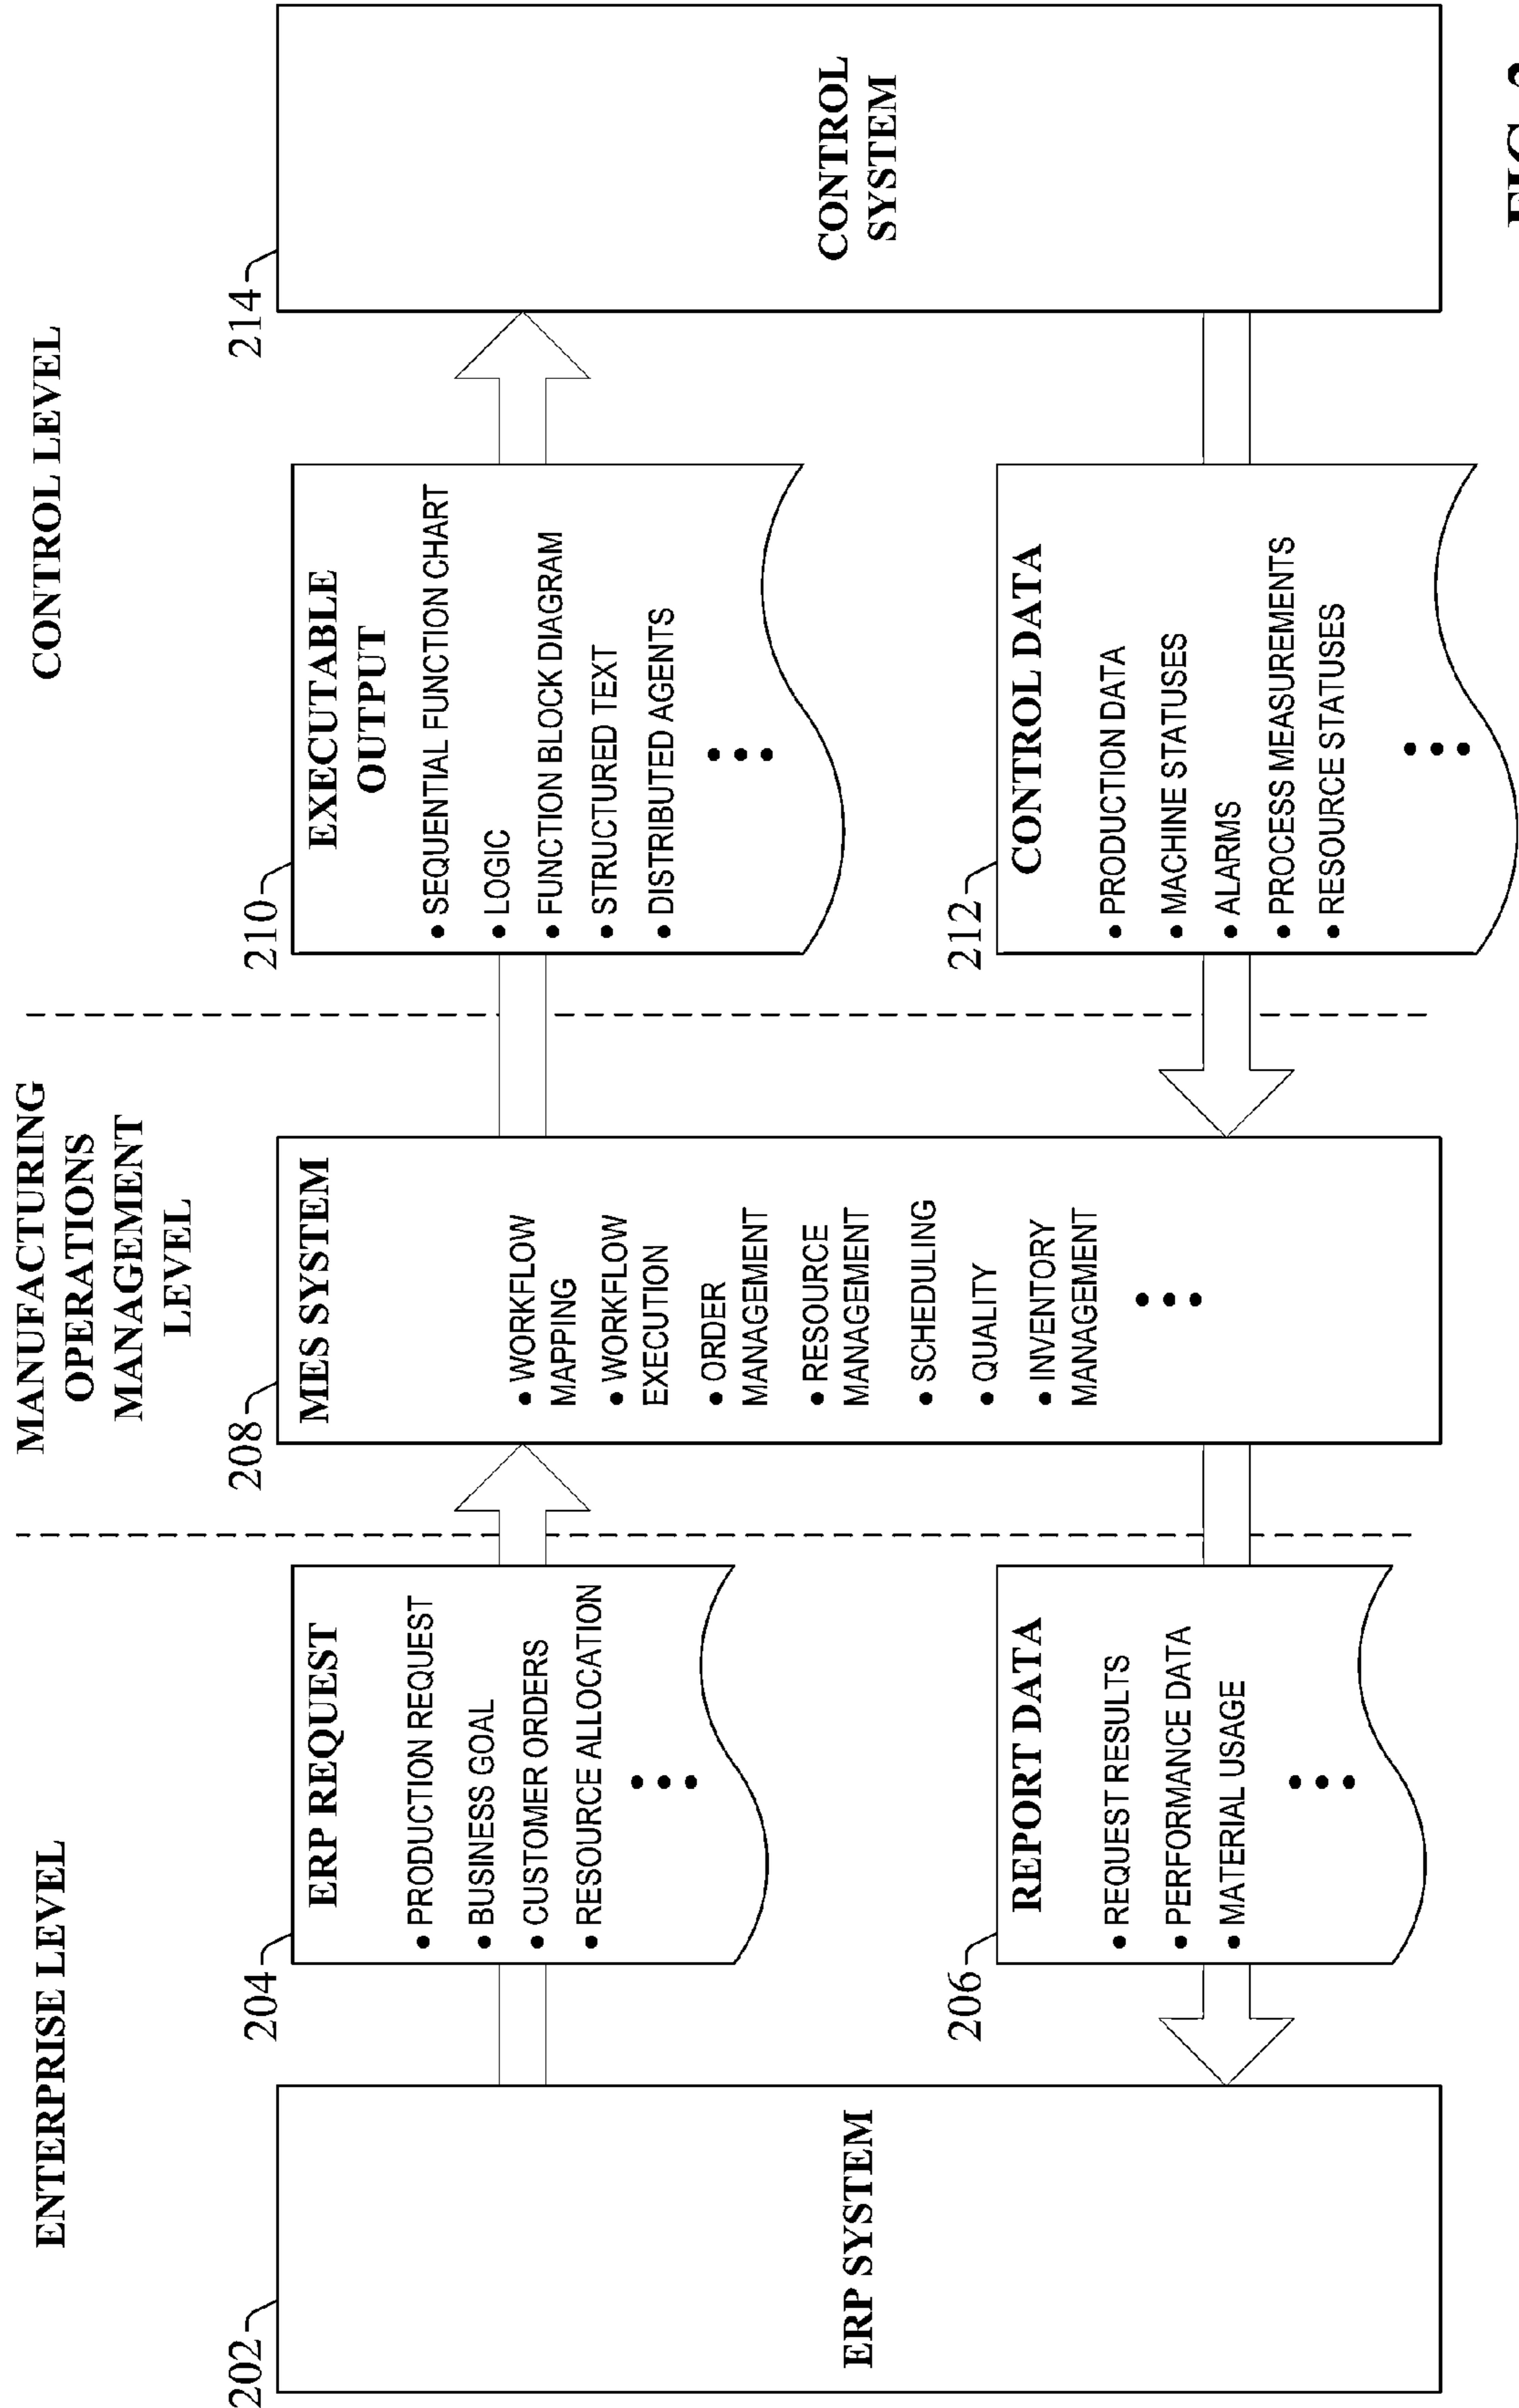 ENTERPRISE LEVEL
MANUFACTURING
OPERATIONS
MANAGEMENT
LEVEL
CONTROL LEVEL
202
ERP SYSTEM
204
ERP REQUEST
• PRODUCTION REQUEST
• BUSINESS GOAL
• CUSTOMER ORDERS
• RESOURCE ALLOCATION
206
REPORT DATA
• REQUEST RESULTS
• PERFORMANCE DATA
• MATERIAL USAGE
208
MES SYSTEM
• WORKFLOW
MAPPING
• WORKFLOW
EXECUTION
• ORDER
MANAGEMENT
• RESOURCE
MANAGEMENT
• SCHEDULING
• QUALITY
• INVENTORY
MANAGEMENT
210
EXECUTABLE
OUTPUT
• SEQUENTIAL FUNCTION CHART
• LOGIC
• FUNCTION BLOCK DIAGRAM
• STRUCTURED TEXT
• DISTRIBUTED AGENTS
212
CONTROL DATA
• PRODUCTION DATA
• MACHINE STATUSES
• ALARMS
• PROCESS MEASUREMENTS
• RESOURCE STATUSES
214
CONTROL
SYSTEM
FIG.